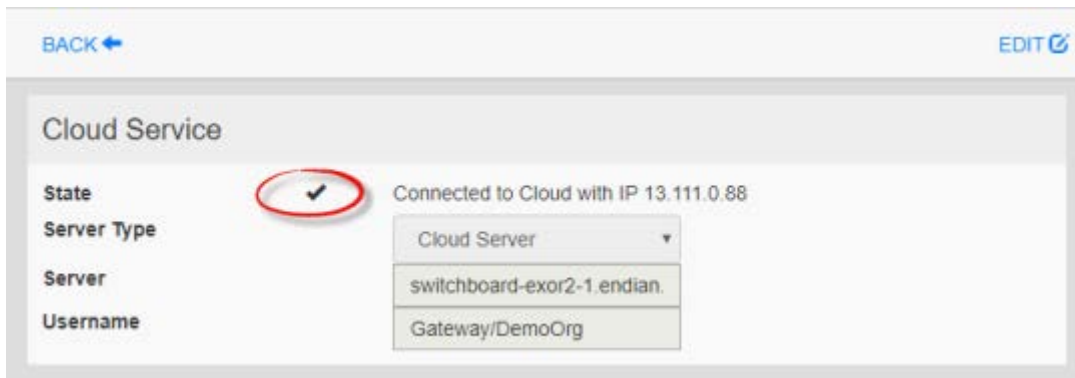 BACK
EDIT
Cloud Service
State Connected to Cloud with IP 13.111.0.88
Server Type Cloud Server
Server switchboard-exor2-1.endian.
Username Gateway/DemoOrg